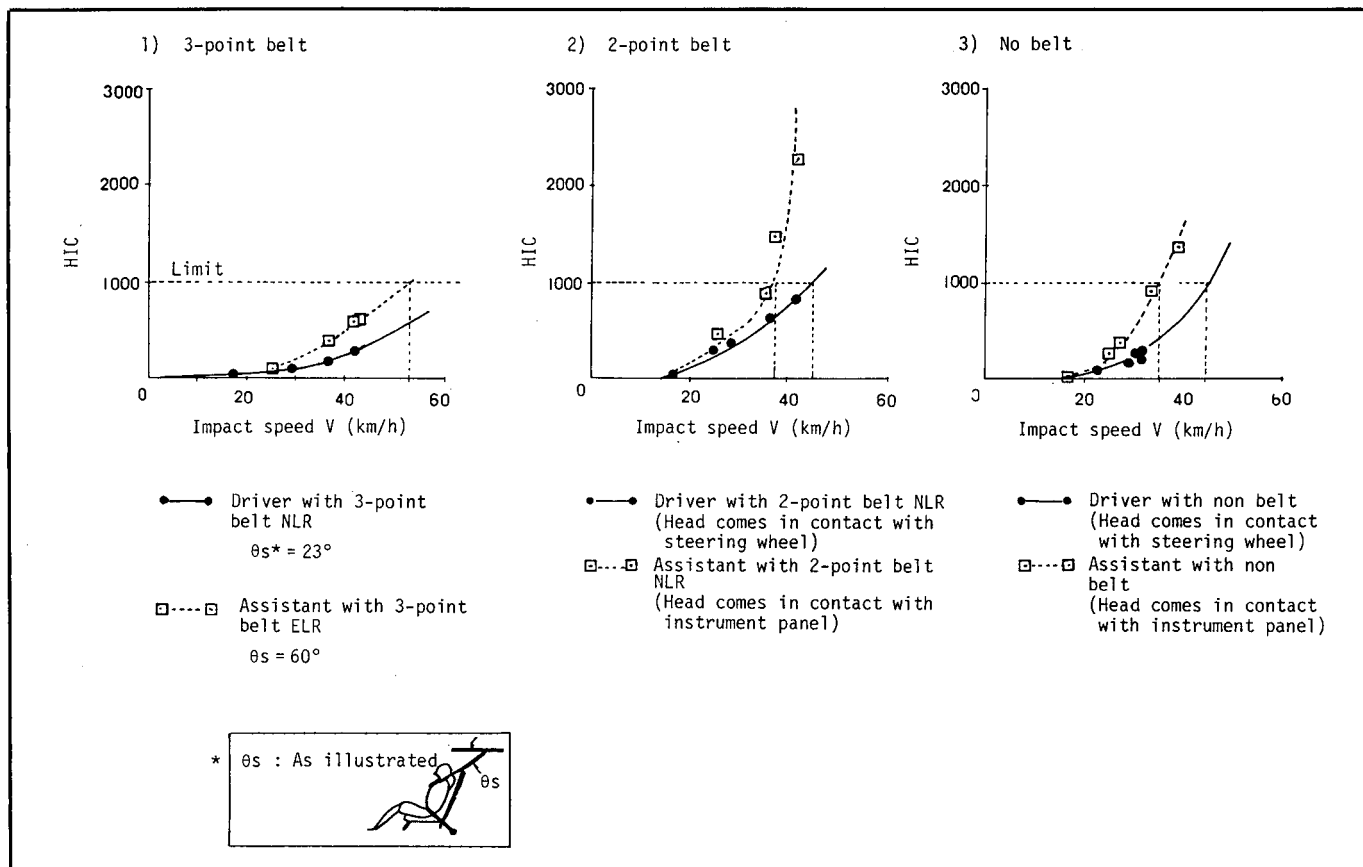 1) 3-point belt
3000
2000
1000
HIC
Limit
0 20 40 60
Impact speed V (km/h)
Driver with 3-point
belt NLR
θs* = 23°
Assistant with 3-point
belt ELR
θs = 60°
2) 2-point belt
3000
2000
1000
HIC
0 20 40 60
Impact speed V (km/h)
Driver with 2-point belt NLR
(Head comes in contact with
steering wheel)
Assistant with 2-point belt
NLR
(Head comes in contact with
instrument panel)
3) No belt
3000
2000
1000
HIC
0 20 40 60
Impact speed V (km/h)
Driver with non belt
(Head comes in contact
with steering wheel)
Assistant with non
belt
(Head comes in contact
with instrument panel)
* θs : As illustrated
θs